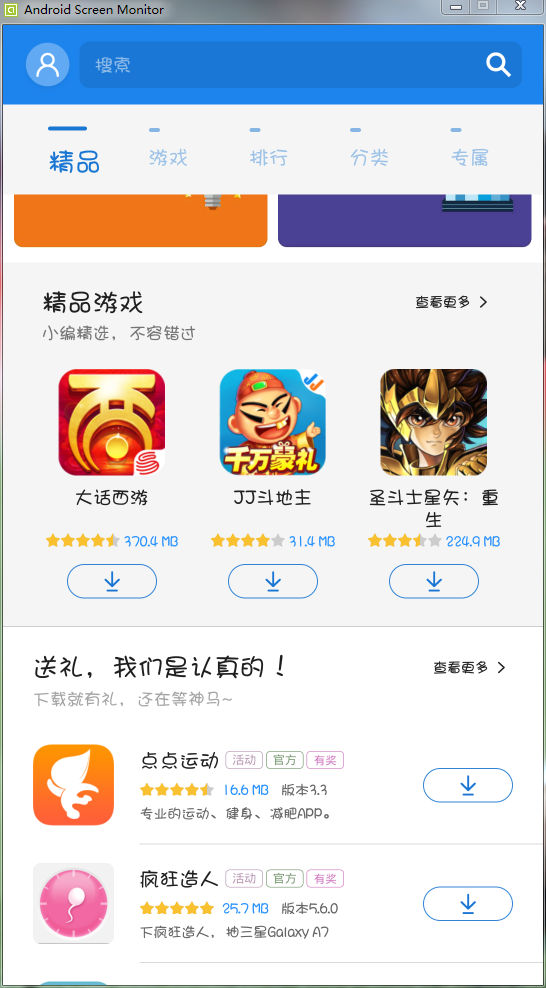 Android Screen Monitor
搜索
精品 游戏 排行 分类 专属
精品游戏 查看更多
小编精选，不容错过
千万豪礼
大话西游 JJ斗地主 圣斗士星矢：重
生
370.4 MB 31.4 MB 224.9 MB
送礼，我们是认真的！ 查看更多
下载就有礼，还在等神马~
点点运动 活动 官方 有奖
16.6 MB 版本3.3
专业的运动、健身、减肥APP。
疯狂造人 活动 官方 有奖
25.7 MB 版本5.6.0
下疯狂造人，抽三星Galaxy A7